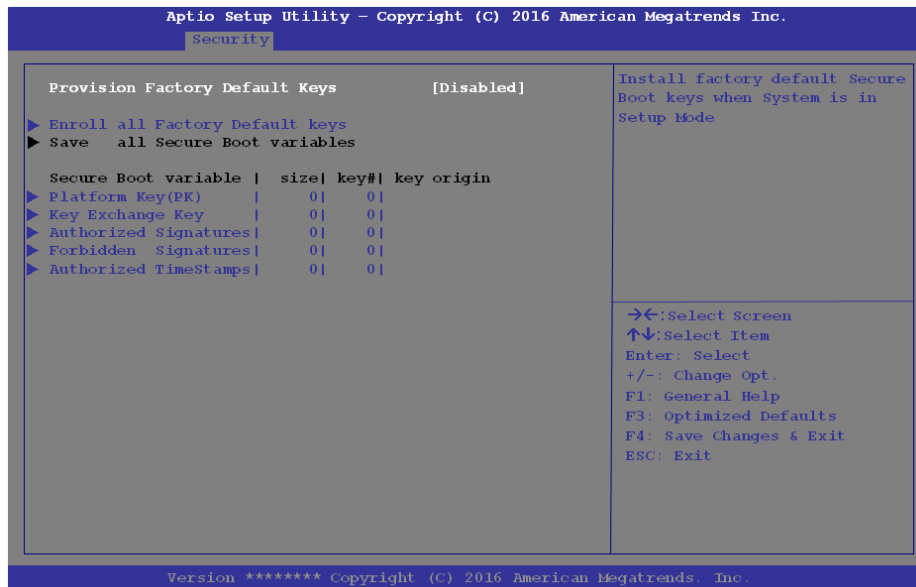 Aptio Setup Utility – Copyright (C) 2016 American Megatrends Inc.
Security
Provision Factory Default Keys [Disabled]
▶ Enroll all Factory Default keys
▶ Save all Secure Boot variables
Secure Boot variable | size| key#| key origin
▶ Platform Key(PK) | 0| 0|
▶ Key Exchange Key | 0| 0|
▶ Authorized Signatures| 0| 0|
▶ Forbidden Signatures| 0| 0|
▶ Authorized TimeStamps| 0| 0|
Install factory default Secure
Boot keys when System is in
Setup Mode
→←:Select Screen
↑↓:Select Item
Enter: Select
+/-: Change Opt.
F1: General Help
F3: Optimized Defaults
F4: Save Changes & Exit
ESC: Exit
Version ******** Copyright (C) 2016 American Megatrends. Inc.